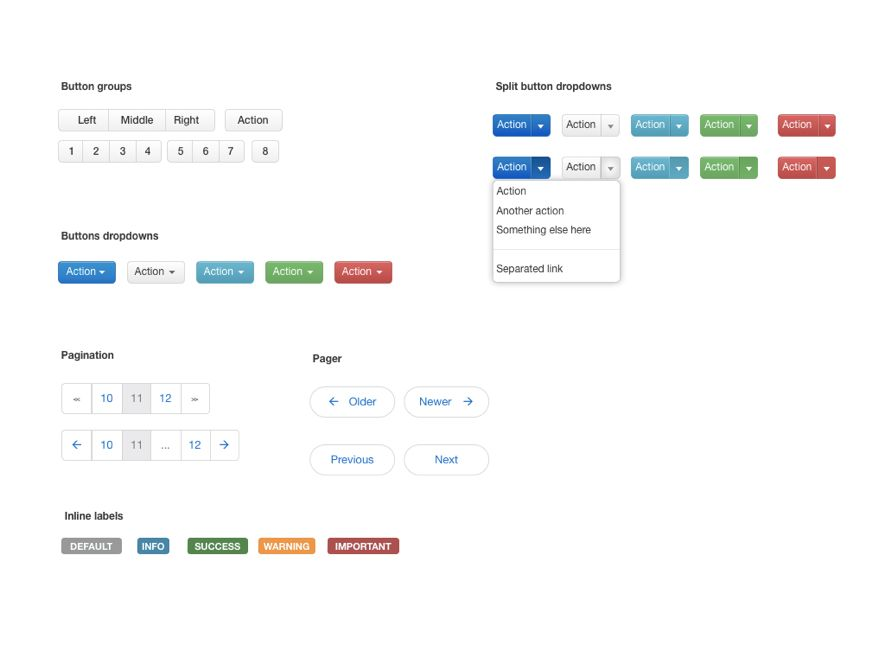 Button groups
Left Middle Right Action
1 2 3 4 5 6 7 8
Split button dropdowns
Action Action Action Action Action
Action Action Action Action Action
Action
Another action
Something else here
Separated link
Buttons dropdowns
Action Action Action Action Action
Pagination
« 10 11 12 »
← 10 11 ... 12 →
Pager
← Older Newer →
Previous Next
Inline labels
DEFAULT INFO SUCCESS WARNING IMPORTANT